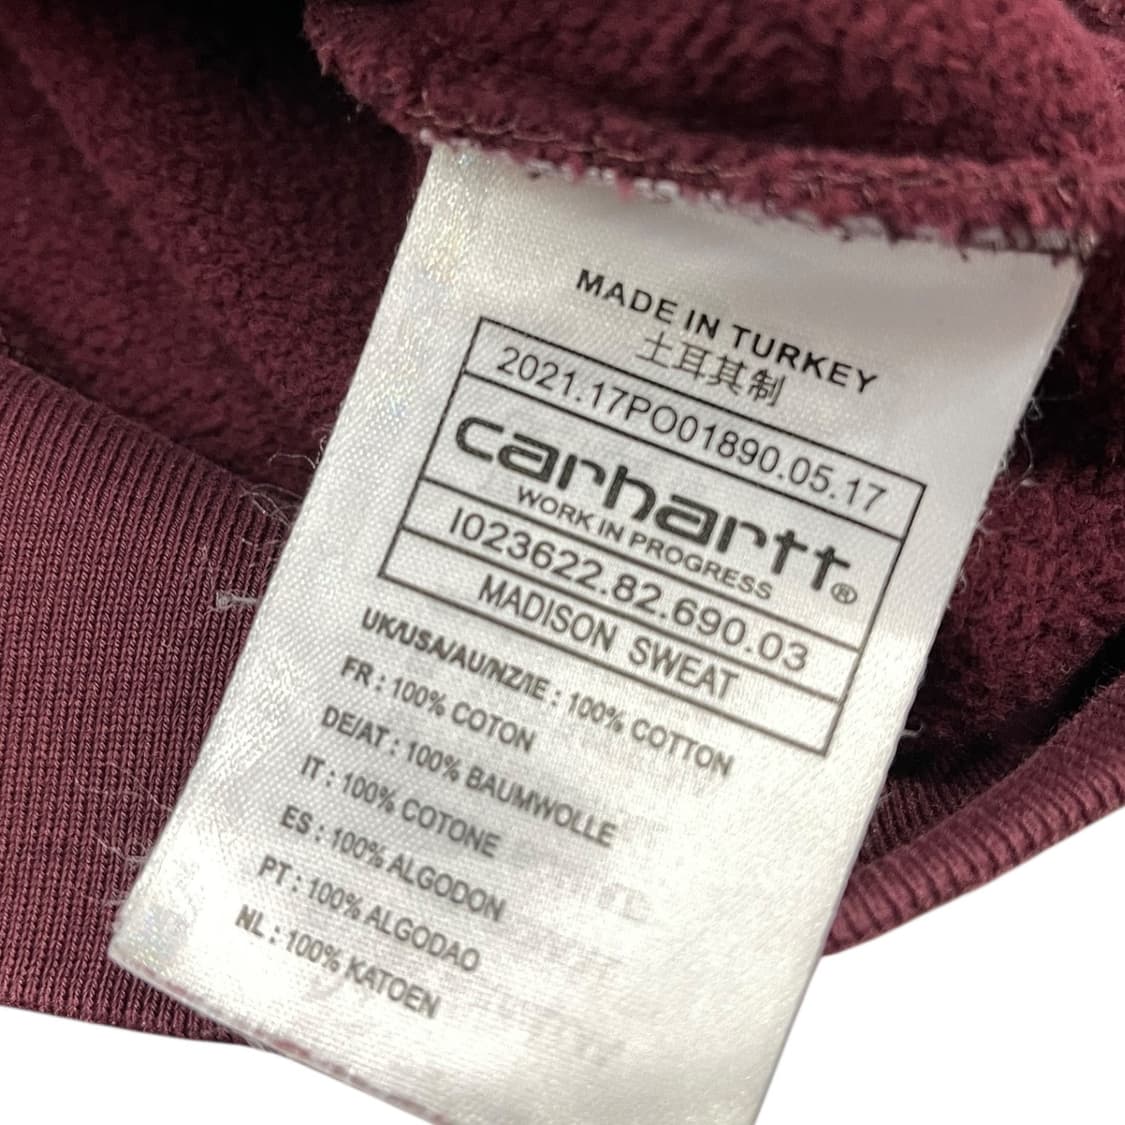 MADE IN TURKEY
土耳其制
2021.17PO01890.05.17
carhartt®
WORK IN PROGRESS
I023622.82.690.03
MADISON SWEAT
UK/USA/AU/NZ/IE : 100% COTTON
FR : 100% COTON
DE/AT : 100% BAUMWOLLE
IT : 100% COTONE
ES : 100% ALGODON
PT : 100% ALGODAO
NL : 100% KATOEN